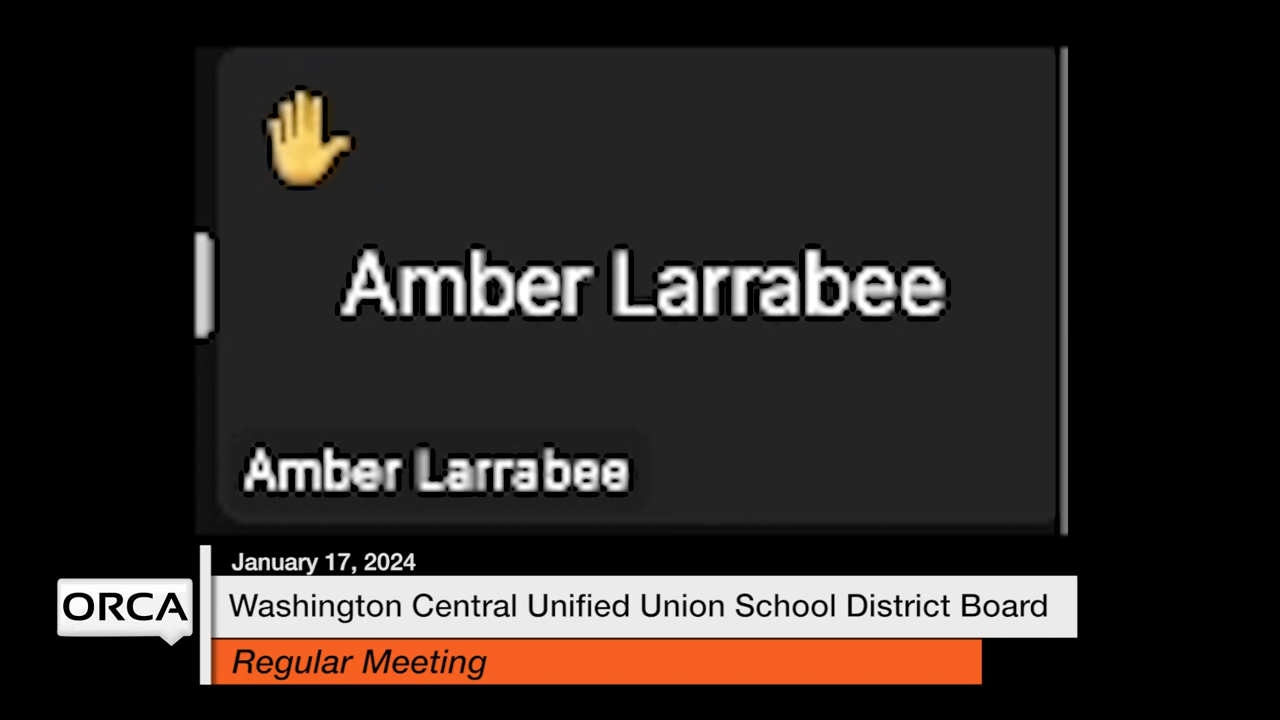 Amber Larrabee
Amber Larrabee
January 17, 2024
ORCA
Washington Central Unified Union School District Board
Regular Meeting